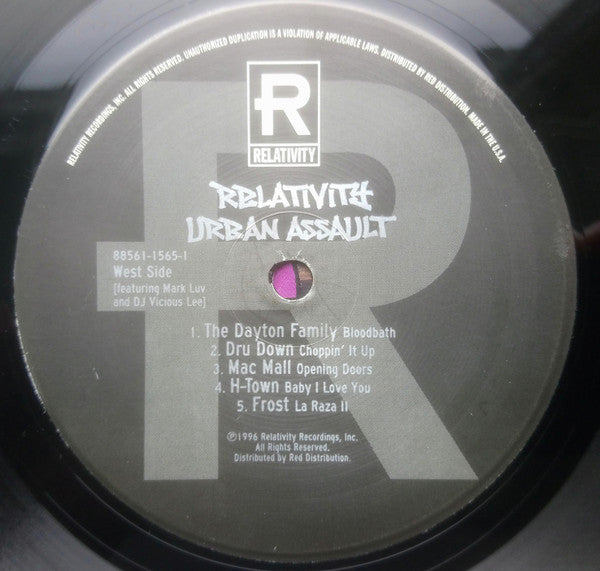 RELATIVITY RECORDINGS, INC. ALL RIGHTS RESERVED. UNAUTHORIZED DUPLICATION IS A VIOLATION OF APPLICABLE LAWS. DISTRIBUTED BY RED DISTRIBUTION. MADE IN THE U.S.A.
R
RELATIVITY
RELATIVITY
URBAN ASSAULT
88561-1565-1
West Side
[featuring Mark Luv
and DJ Vicious Lee]
1. The Dayton Family Bloodbath
2. Dru Down Choppin' It Up
3. Mac Mall Opening Doors
4. H-Town Baby I Love You
5. Frost La Raza II
℗1996 Relativity Recordings, Inc.
All Rights Reserved.
Distributed by Red Distribution.